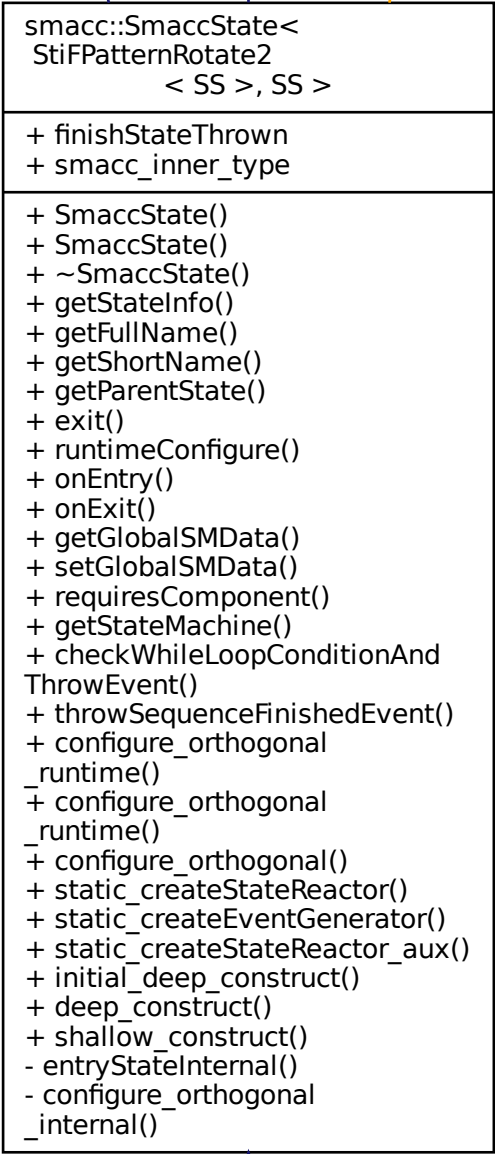 smacc::SmaccState<
StiFPatternRotate2
< SS >, SS >
+ finishStateThrown
+ smacc_inner_type
+ SmaccState()
+ SmaccState()
+ ~SmaccState()
+ getStateInfo()
+ getFullName()
+ getShortName()
+ getParentState()
+ exit()
+ runtimeConfigure()
+ onEntry()
+ onExit()
+ getGlobalSMData()
+ setGlobalSMData()
+ requiresComponent()
+ getStateMachine()
+ checkWhileLoopConditionAnd
ThrowEvent()
+ throwSequenceFinishedEvent()
+ configure_orthogonal
_runtime()
+ configure_orthogonal
_runtime()
+ configure_orthogonal()
+ static_createStateReactor()
+ static_createEventGenerator()
+ static_createStateReactor_aux()
+ initial_deep_construct()
+ deep_construct()
+ shallow_construct()
- entryStateInternal()
- configure_orthogonal
_internal()